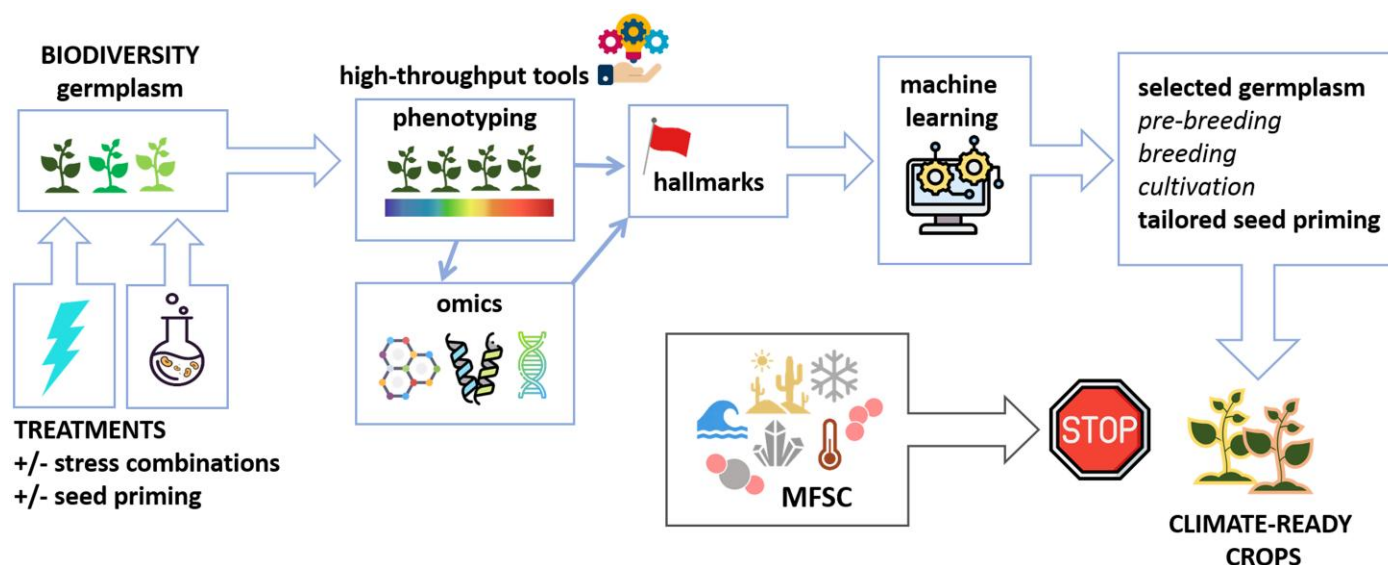 BIODIVERSITY
germplasm
high-throughput tools
phenotyping
omics
hallmarks
machine
learning
selected germplasm
pre-breeding
breeding
cultivation
tailored seed priming
TREATMENTS
+/- stress combinations
+/- seed priming
MFSC
STOP
CLIMATE-READY
CROPS